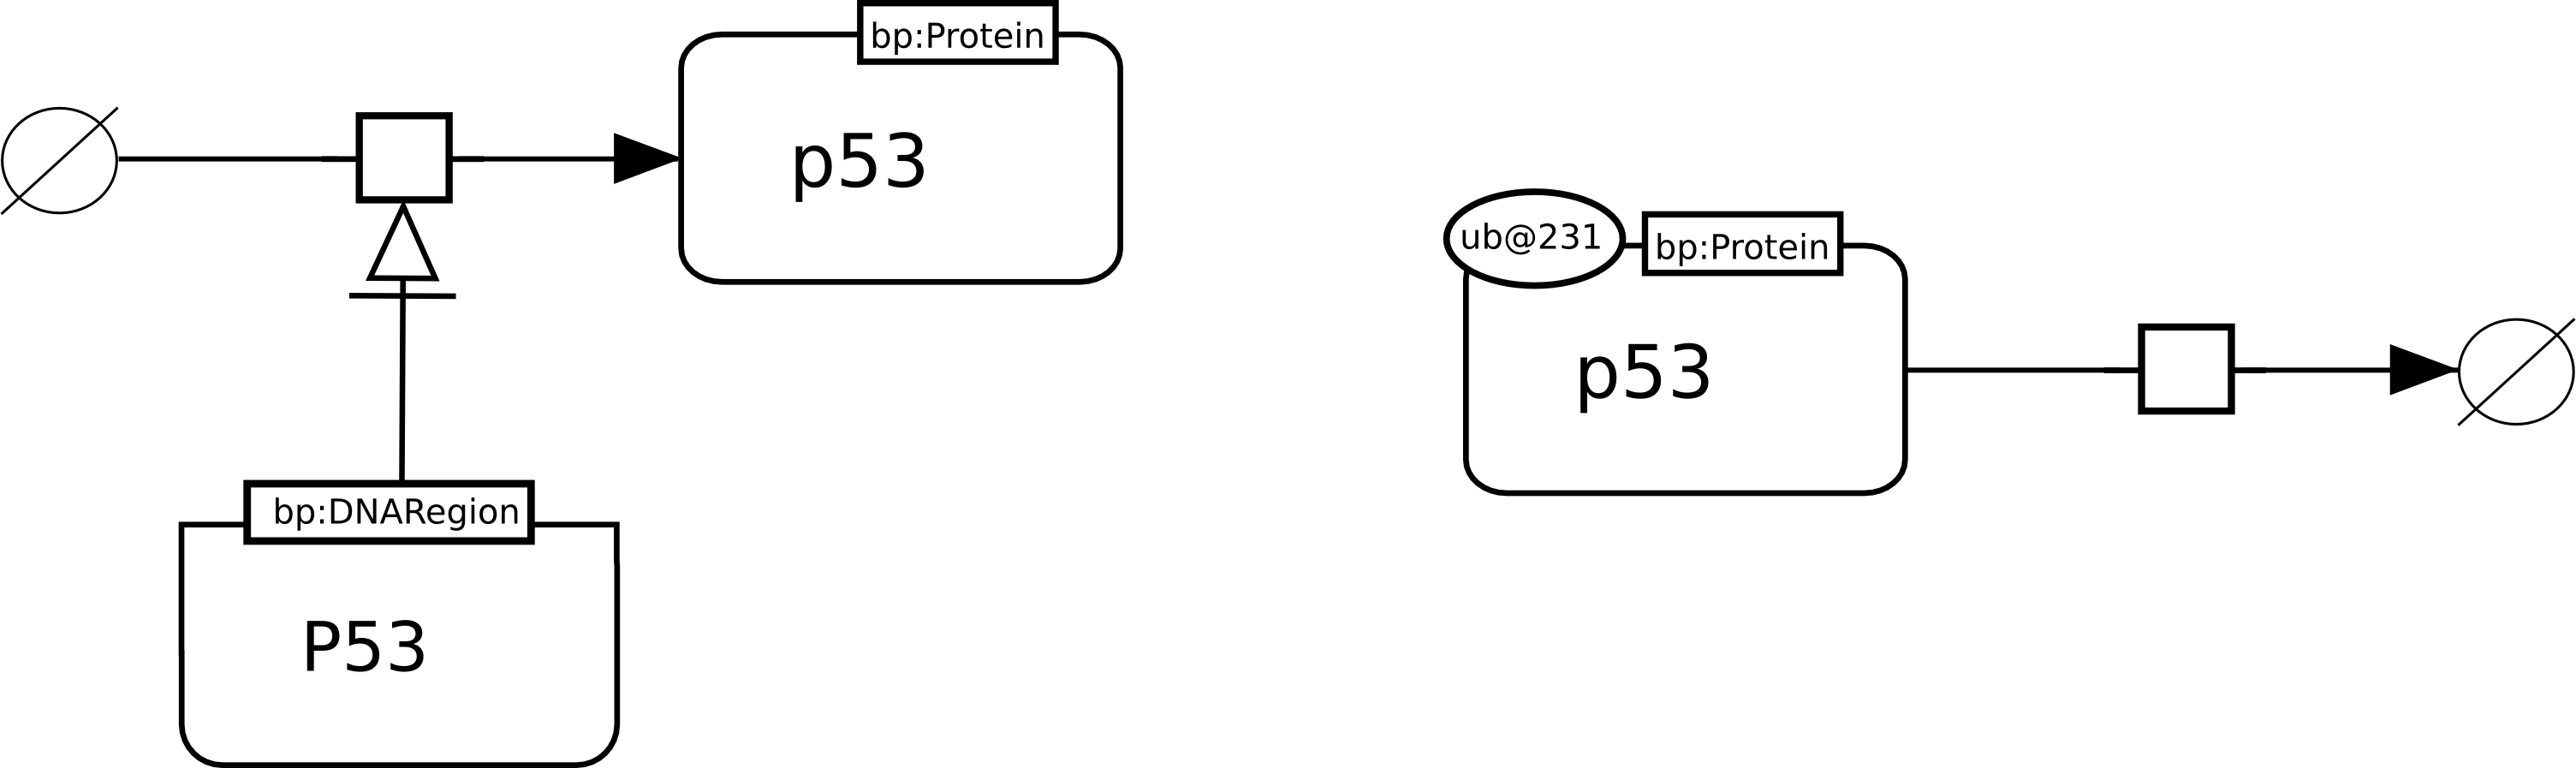 bp:Protein
p53
bp:DNARegion
P53
ub@231
bp:Protein
p53